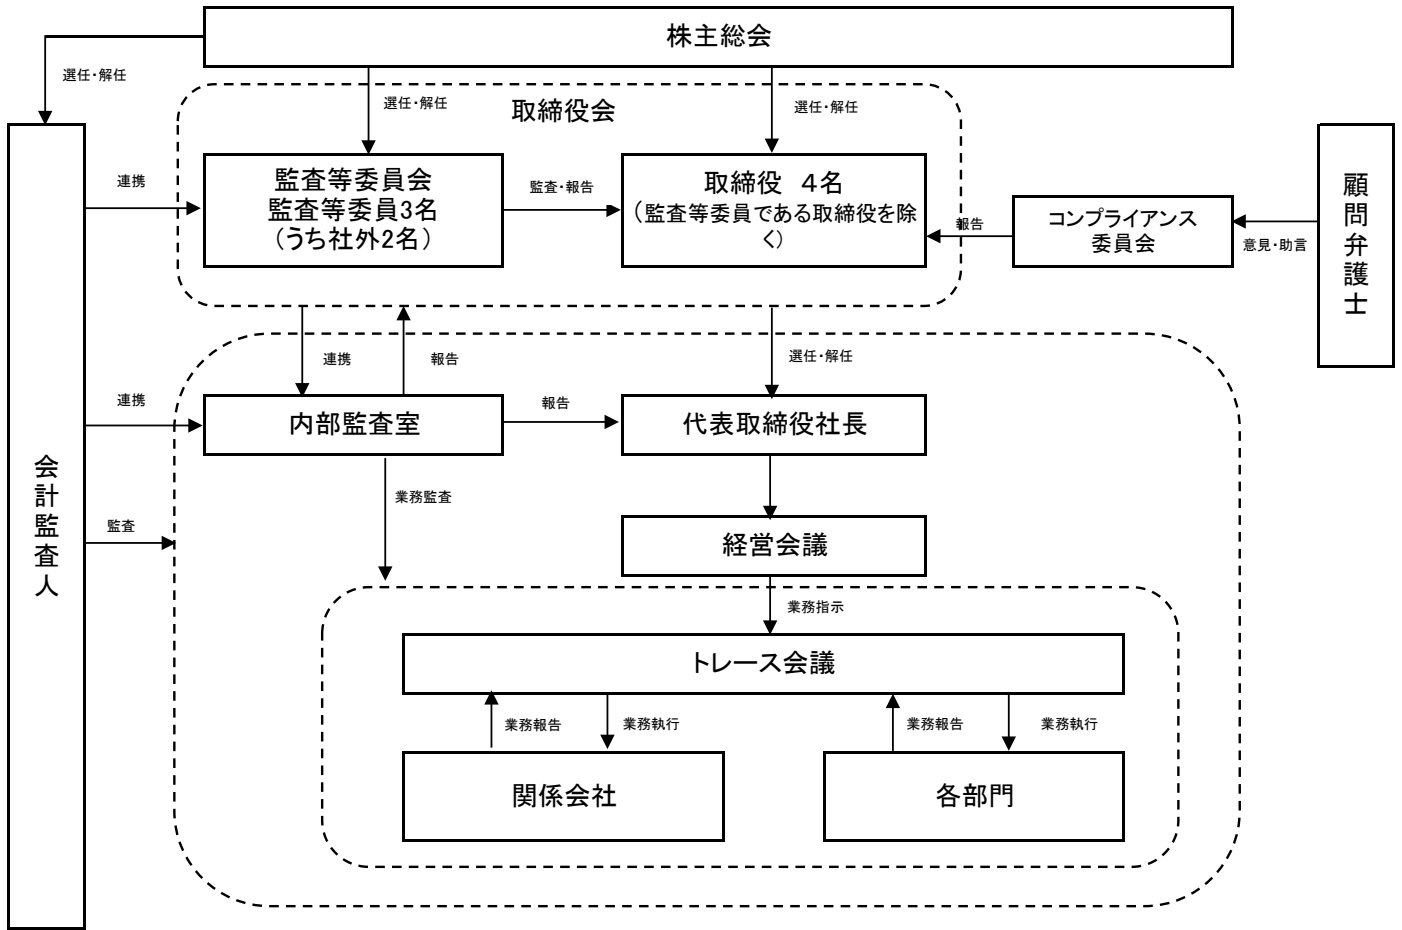 株主総会
選任・解任
選任・解任
選任・解任
取締役会
監査等委員会
監査等委員3名
（うち社外2名）
監査・報告
取締役　４名
（監査等委員である取締役を除
く）
連携
報告
コンプライアンス
委員会
意見・助言
顧問弁護士
連携
報告
選任・解任
連携
内部監査室
報告
代表取締役社長
会計監査人
業務監査
監査
経営会議
業務指示
トレース会議
業務報告
業務執行
業務報告
業務執行
関係会社
各部門